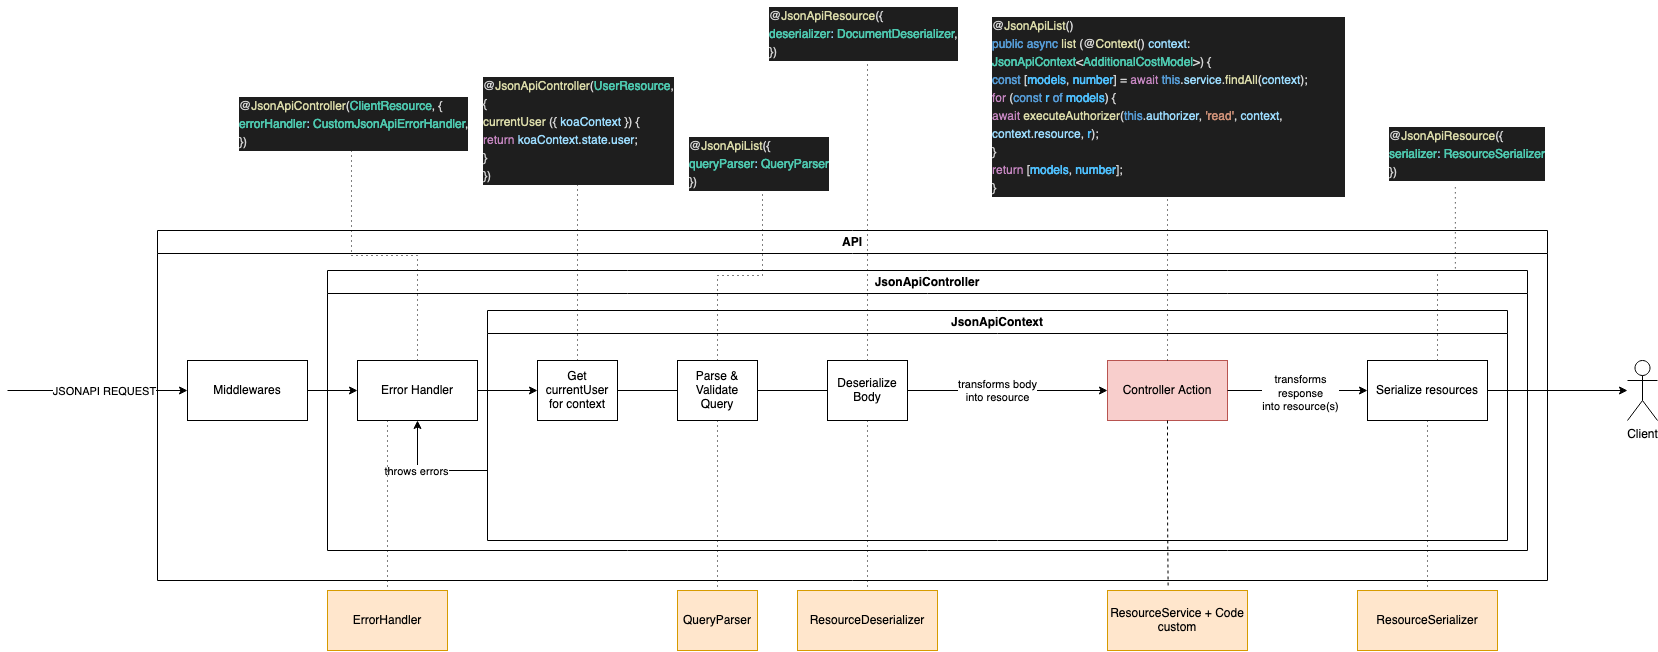 @JsonApiResource({
deserializer: DocumentDeserializer,
})
@JsonApiList()
public async list (@Context() context:
JsonApiContext<AdditionalCostModel>) {
const [models, number] = await this.service.findAll(context);
for (const r of models) {
await executeAuthorizer(this.authorizer, 'read', context,
context.resource, r);
}
return [models, number];
}
@JsonApiController(UserResource,
{
currentUser ({ koaContext }) {
return koaContext.state.user;
}
})
@JsonApiController(ClientResource, {
errorHandler: CustomJsonApiErrorHandler,
})
@JsonApiList({
queryParser: QueryParser
})
@JsonApiResource({
serializer: ResourceSerializer
})
API
JsonApiController
JsonApiContext
JSONAPI REQUEST
Middlewares
Error Handler
Get
currentUser
for context
Parse &
Validate
Query
Deserialize
Body
transforms body
into resource
Controller Action
transforms
response
into resource(s)
Serialize resources
Client
throws errors
ErrorHandler
QueryParser
ResourceDeserializer
ResourceService + Code
custom
ResourceSerializer